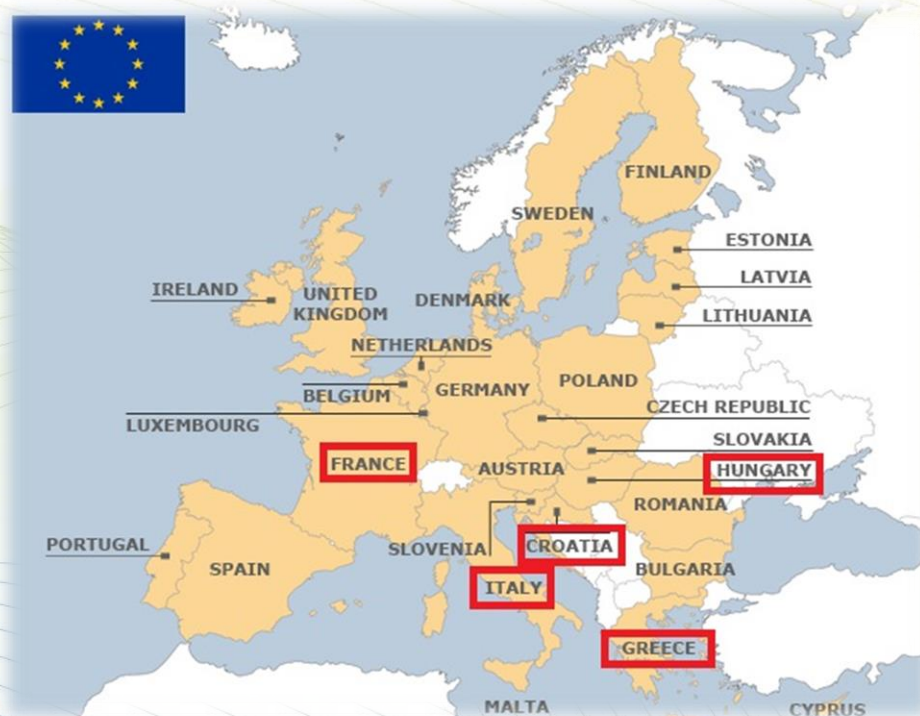 FINLAND
SWEDEN
ESTONIA
LATVIA
LITHUANIA
IRELAND
UNITED
KINGDOM
DENMARK
NETHERLANDS
BELGIUM
GERMANY
POLAND
LUXEMBOURG
CZECH REPUBLIC
SLOVAKIA
FRANCE
AUSTRIA
HUNGARY
ROMANIA
PORTUGAL
SPAIN
SLOVENIA
CROATIA
ITALY
BULGARIA
GREECE
MALTA
CYPRUS